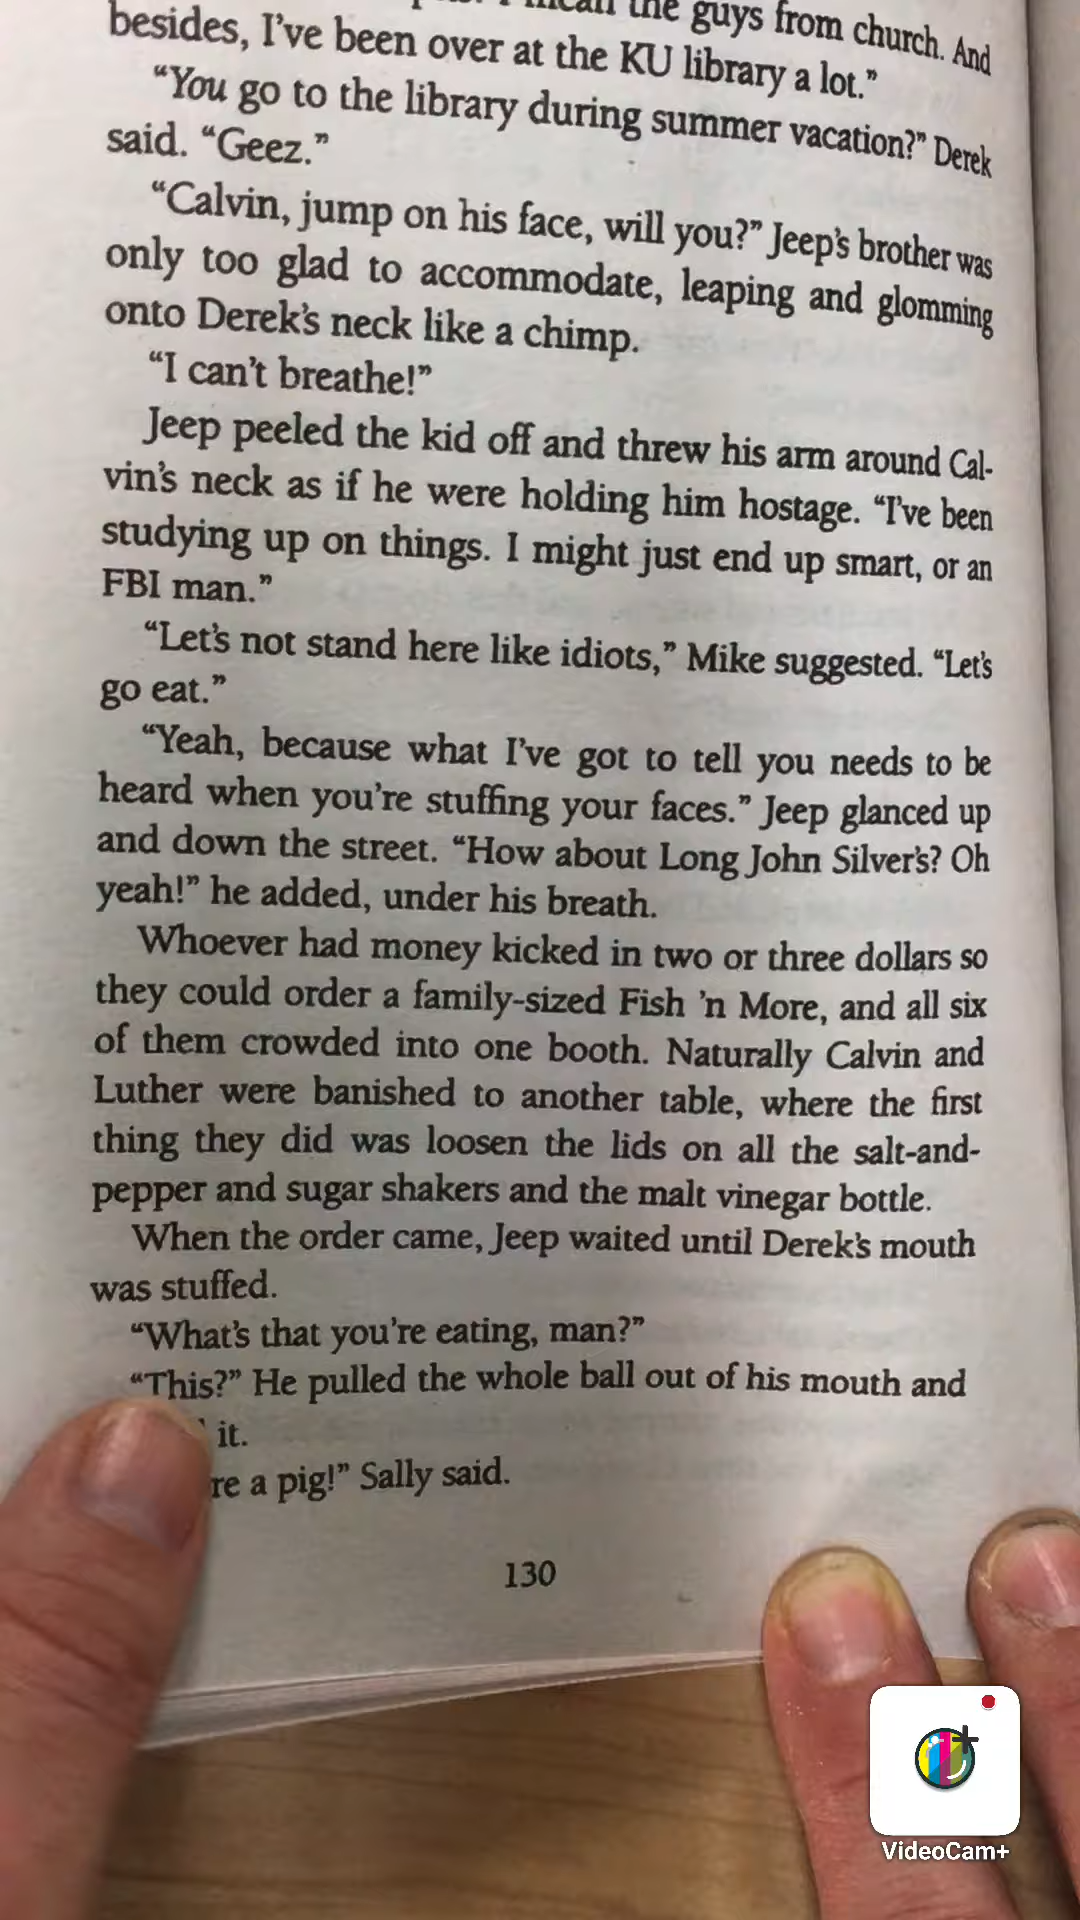 the guys from church. And
besides, I've been over at the KU library a lot.”
“You go to the library during summer vacation?” Derek
said. “Geez.”
“Calvin, jump on his face, will you?” Jeep's brother was
only too glad to accommodate, leaping and glomming
onto Derek's neck like a chimp.
“I can't breathe!”
Jeep peeled the kid off and threw his arm around Cal-
vin's neck as if he were holding him hostage. “I've been
studying up on things. I might just end up smart, or an
FBI man.”
“Let's not stand here like idiots,” Mike suggested. “Let's
go eat.”
“Yeah, because what I've got to tell you needs to be
heard when you're stuffing your faces.” Jeep glanced up
and down the street. “How about Long John Silver's? Oh
yeah!” he added, under his breath.
Whoever had money kicked in two or three dollars so
they could order a family-sized Fish 'n More, and all six
of them crowded into one booth. Naturally Calvin and
Luther were banished to another table, where the first
thing they did was loosen the lids on all the salt-and-
pepper and sugar shakers and the malt vinegar bottle.
When the order came, Jeep waited until Derek's mouth
was stuffed.
“What's that you're eating, man?”
“This?” He pulled the whole ball out of his mouth and
it.
a pig!” Sally said.
130
VideoCam+